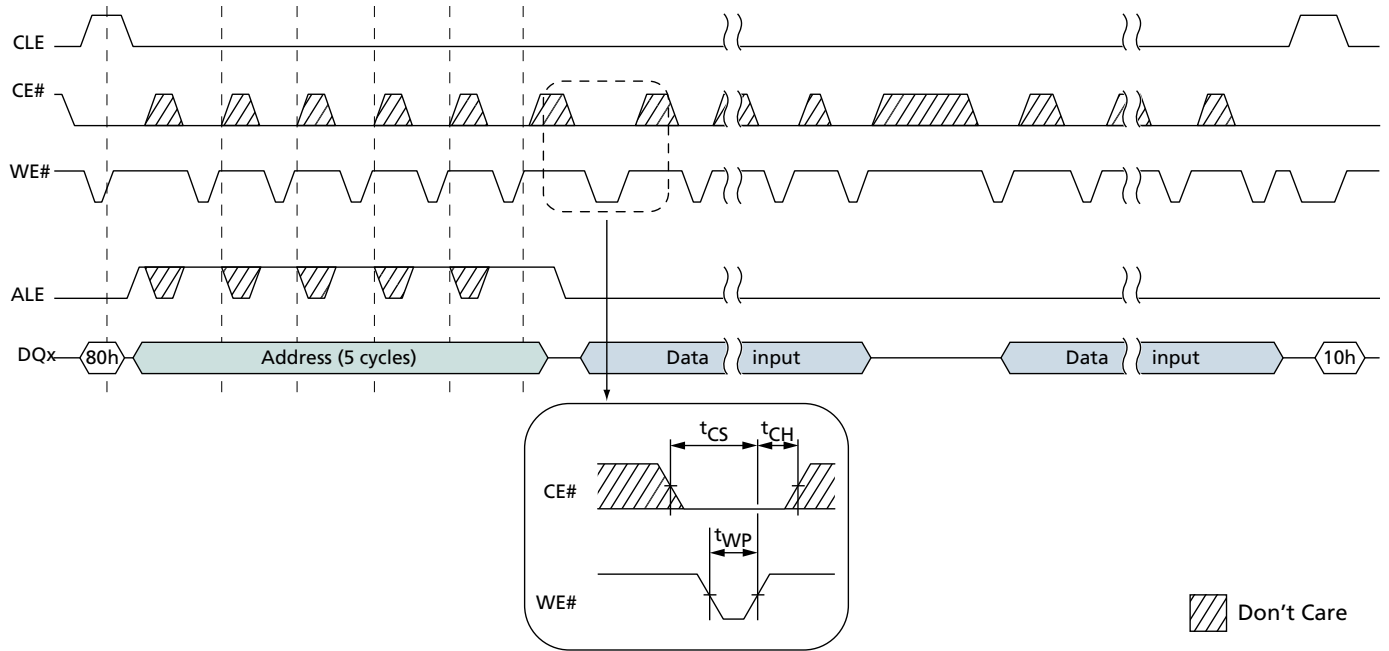 CLE
CE#
WE#
ALE
DQx
80h
Address (5 cycles)
Data input
Data input
10h
tCS tCH
CE#
tWP
WE#
Don't Care